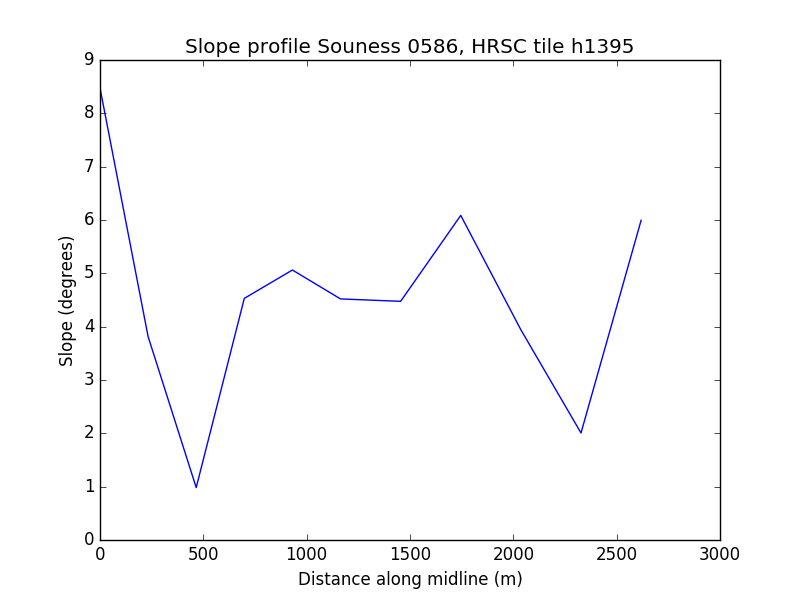 Slope profile Souness 0586, HRSC tile h1395
9
8
7
6
5
4
3
2
1
0
Slope (degrees)
0 500 1000 1500 2000 2500 3000
Distance along midline (m)